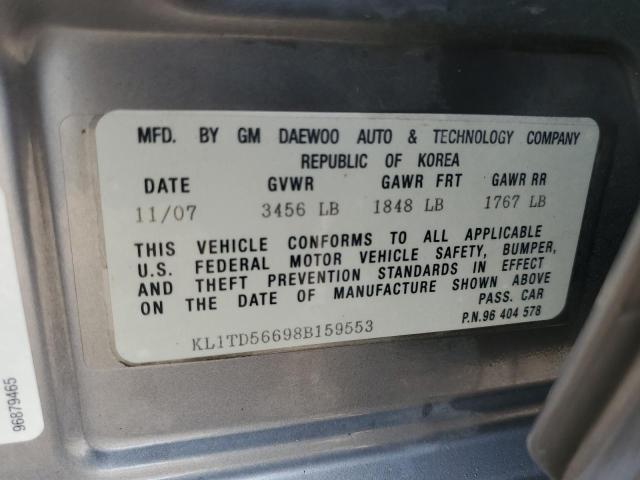 MFD. BY GM DAEWOO AUTO & TECHNOLOGY COMPANY
REPUBLIC OF KOREA
DATE GVWR GAWR FRT GAWR RR
11/07 3456 LB 1848 LB 1767 LB
THIS VEHICLE CONFORMS TO ALL APPLICABLE
U.S. FEDERAL MOTOR VEHICLE SAFETY, BUMPER,
AND THEFT PREVENTION STANDARDS IN EFFECT
ON THE DATE OF MANUFACTURE SHOWN ABOVE
PASS. CAR
P.N.96 404 578
KL1TD56698B159553
96879465